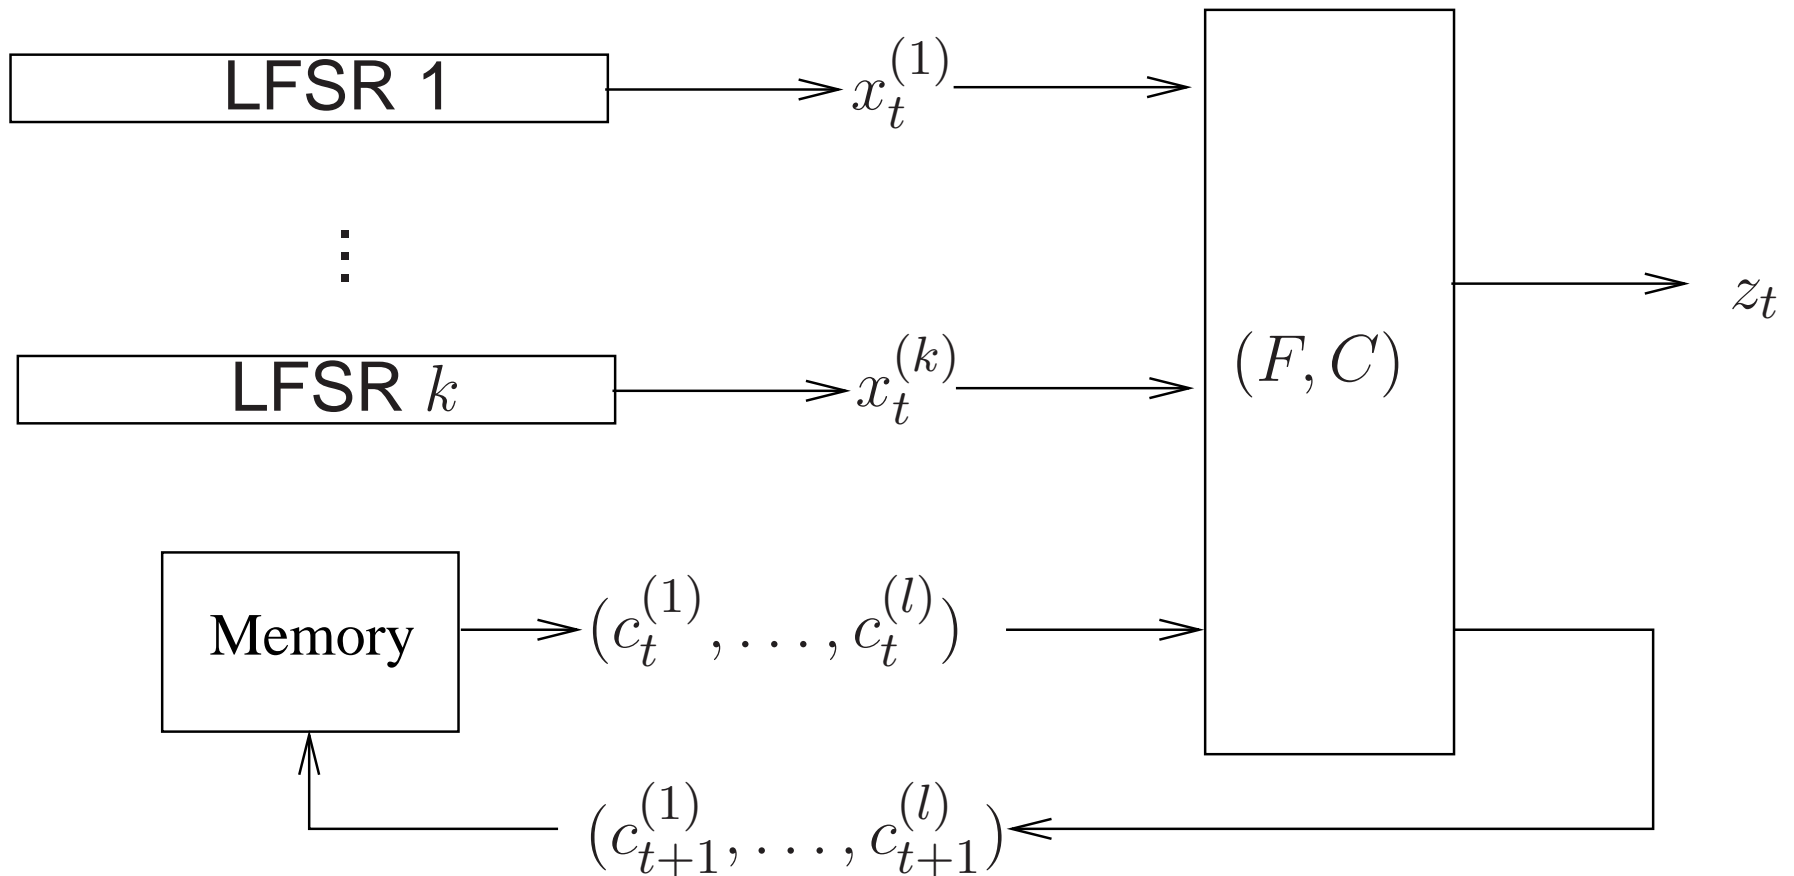 LFSR 1
x_t^{(1)}
⋮
LFSR k
x_t^{(k)}
(F, C)
z_t
Memory
(c_t^{(1)}, . . . , c_t^{(l)})
(c_{t+1}^{(1)}, . . . , c_{t+1}^{(l)})